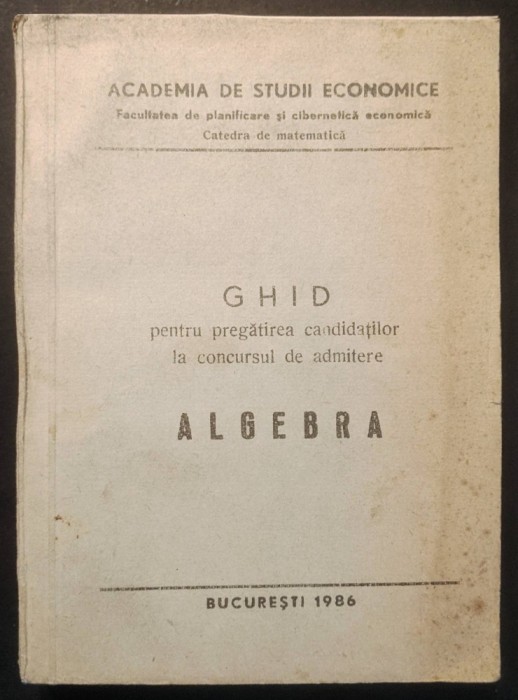 ACADEMIA DE STUDII ECONOMICE
Facultatea de planificare și cibernetică economică
Catedra de matematică
GHID
pentru pregătirea candidaților
la concursul de admitere
ALGEBRA
BUCUREȘTI 1986